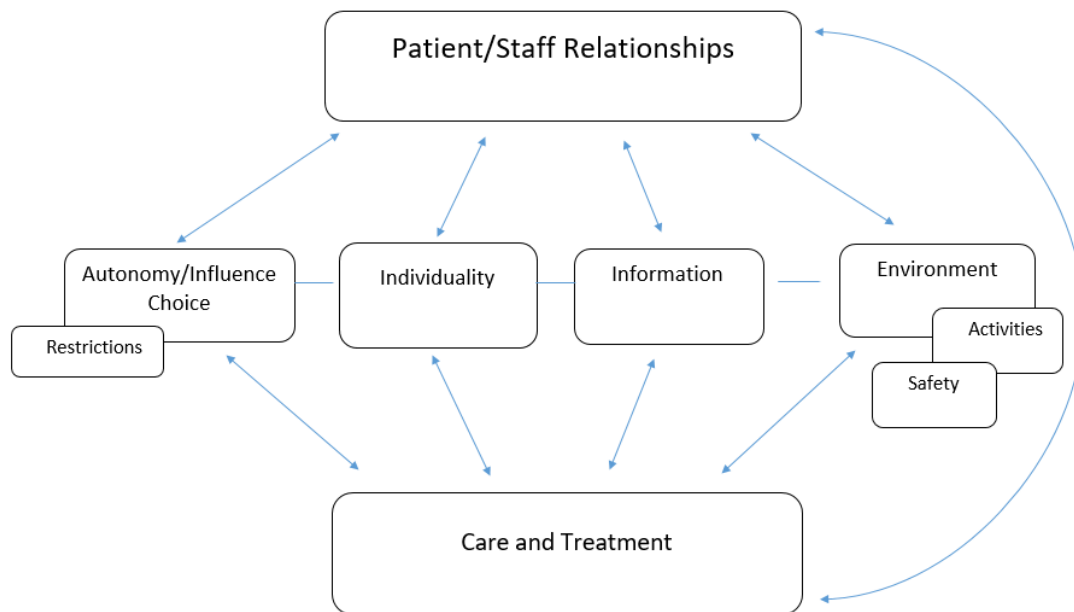 Patient/Staff Relationships
Autonomy/Influence
Choice
Restrictions
Individuality
Information
Environment
Activities
Safety
Care and Treatment